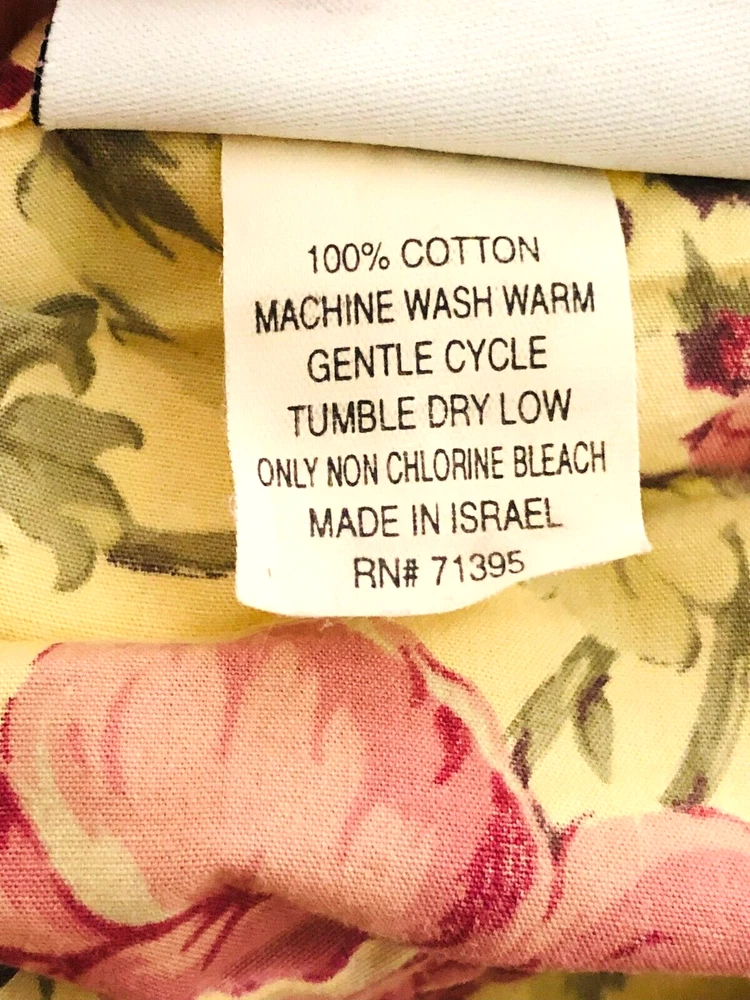 100% COTTON
MACHINE WASH WARM
GENTLE CYCLE
TUMBLE DRY LOW
ONLY NON CHLORINE BLEACH
MADE IN ISRAEL
RN# 71395